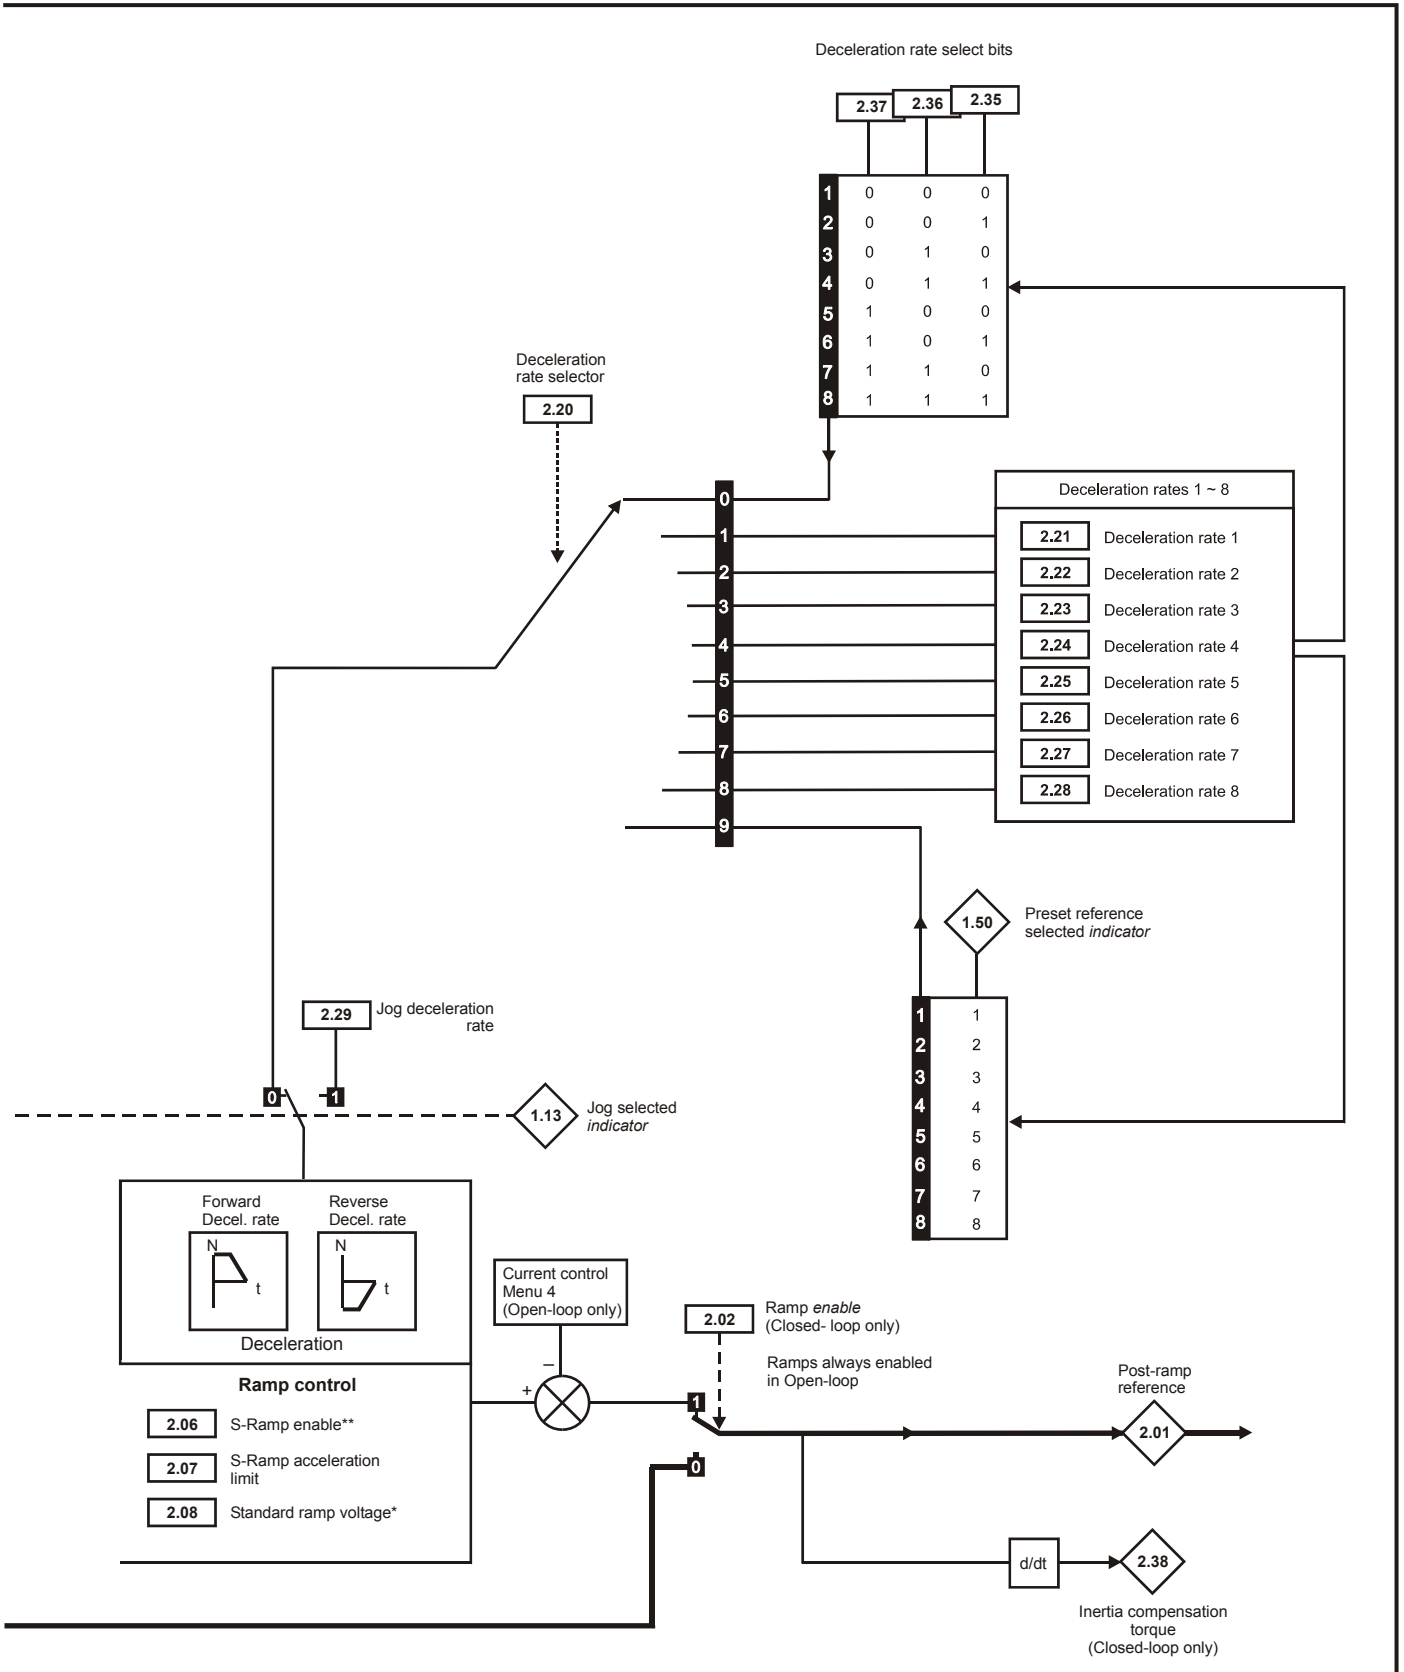 Deceleration rate select bits
2.37 2.36 2.35
1 0 0 0
2 0 0 1
3 0 1 0
4 0 1 1
5 1 0 0
6 1 0 1
7 1 1 0
8 1 1 1
Deceleration
rate selector
2.20
0
1
2
3
4
5
6
7
8
9
Deceleration rates 1 ~ 8
2.21 Deceleration rate 1
2.22 Deceleration rate 2
2.23 Deceleration rate 3
2.24 Deceleration rate 4
2.25 Deceleration rate 5
2.26 Deceleration rate 6
2.27 Deceleration rate 7
2.28 Deceleration rate 8
1.50
Preset reference
selected indicator
1 1
2 2
3 3
4 4
5 5
6 6
7 7
8 8
2.29
Jog deceleration
rate
0 1
1.13
Jog selected
indicator
Forward
Decel. rate
N
t
Reverse
Decel. rate
N
t
Deceleration
Ramp control
2.06 S-Ramp enable**
2.07 S-Ramp acceleration
limit
2.08 Standard ramp voltage*
Current control
Menu 4
(Open-loop only)
–
+
2.02
Ramp enable
(Closed- loop only)
Ramps always enabled
in Open-loop
1
0
Post-ramp
reference
2.01
d/dt
2.38
Inertia compensation
torque
(Closed-loop only)